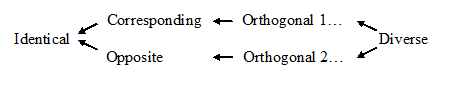 Corresponding Orthogonal 1…
Identical Diverse
Opposite Orthogonal 2…